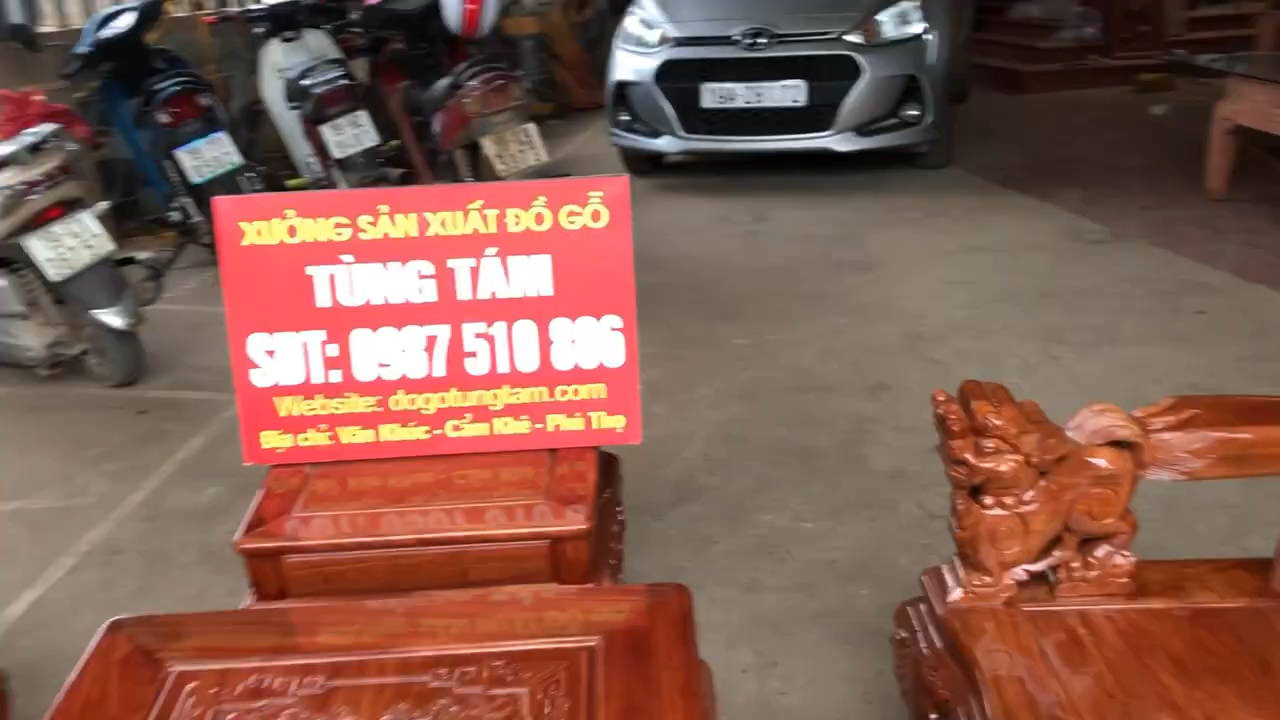 XƯỞNG SẢN XUẤT ĐỒ GỖ
TÙNG TÁM
SĐT: 0987 510 886
Website: dogotungtam.com
Địa chỉ: Văn Khúc - Cẩm Khê - Phú Thọ